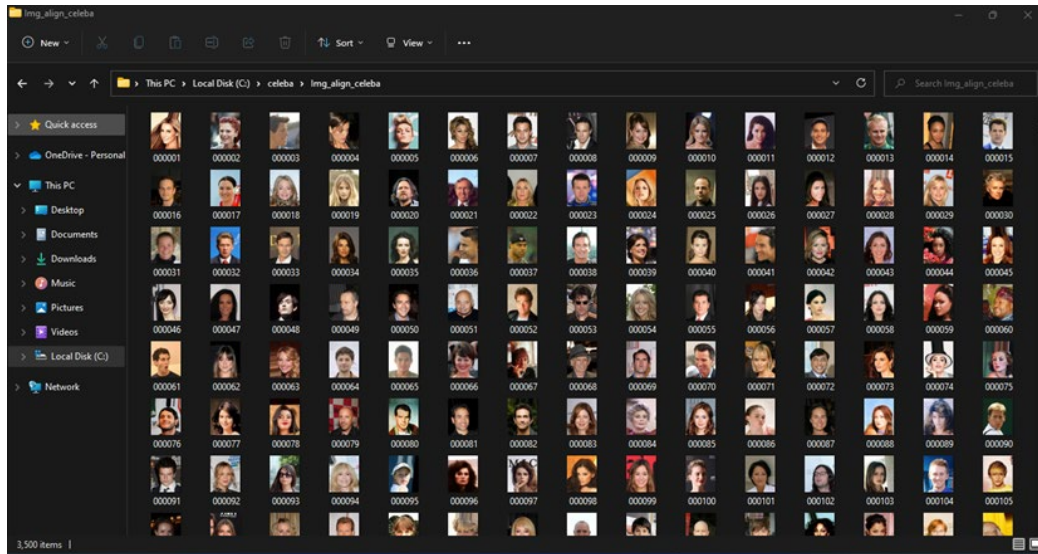 Img_align_celeba
New Sort View
This PC Local Disk (C:) celeba Img_align_celeba Search Img_align_celeba
Quick access
OneDrive - Personal
This PC
Desktop
Documents
Downloads
Music
Pictures
Videos
Local Disk (C:)
Network
000001 000002 000003 000004 000005 000006 000007 000008 000009 000010 000011 000012 000013 000014 000015
000016 000017 000018 000019 000020 000021 000022 000023 000024 000025 000026 000027 000028 000029 000030
000031 000032 000033 000034 000035 000036 000037 000038 000039 000040 000041 000042 000043 000044 000045
000046 000047 000048 000049 000050 000051 000052 000053 000054 000055 000056 000057 000058 000059 000060
000061 000062 000063 000064 000065 000066 000067 000068 000069 000070 000071 000072 000073 000074 000075
000076 000077 000078 000079 000080 000081 000082 000083 000084 000085 000086 000087 000088 000089 000090
000091 000092 000093 000094 000095 000096 000097 000098 000099 000100 000101 000102 000103 000104 000105
3,500 items